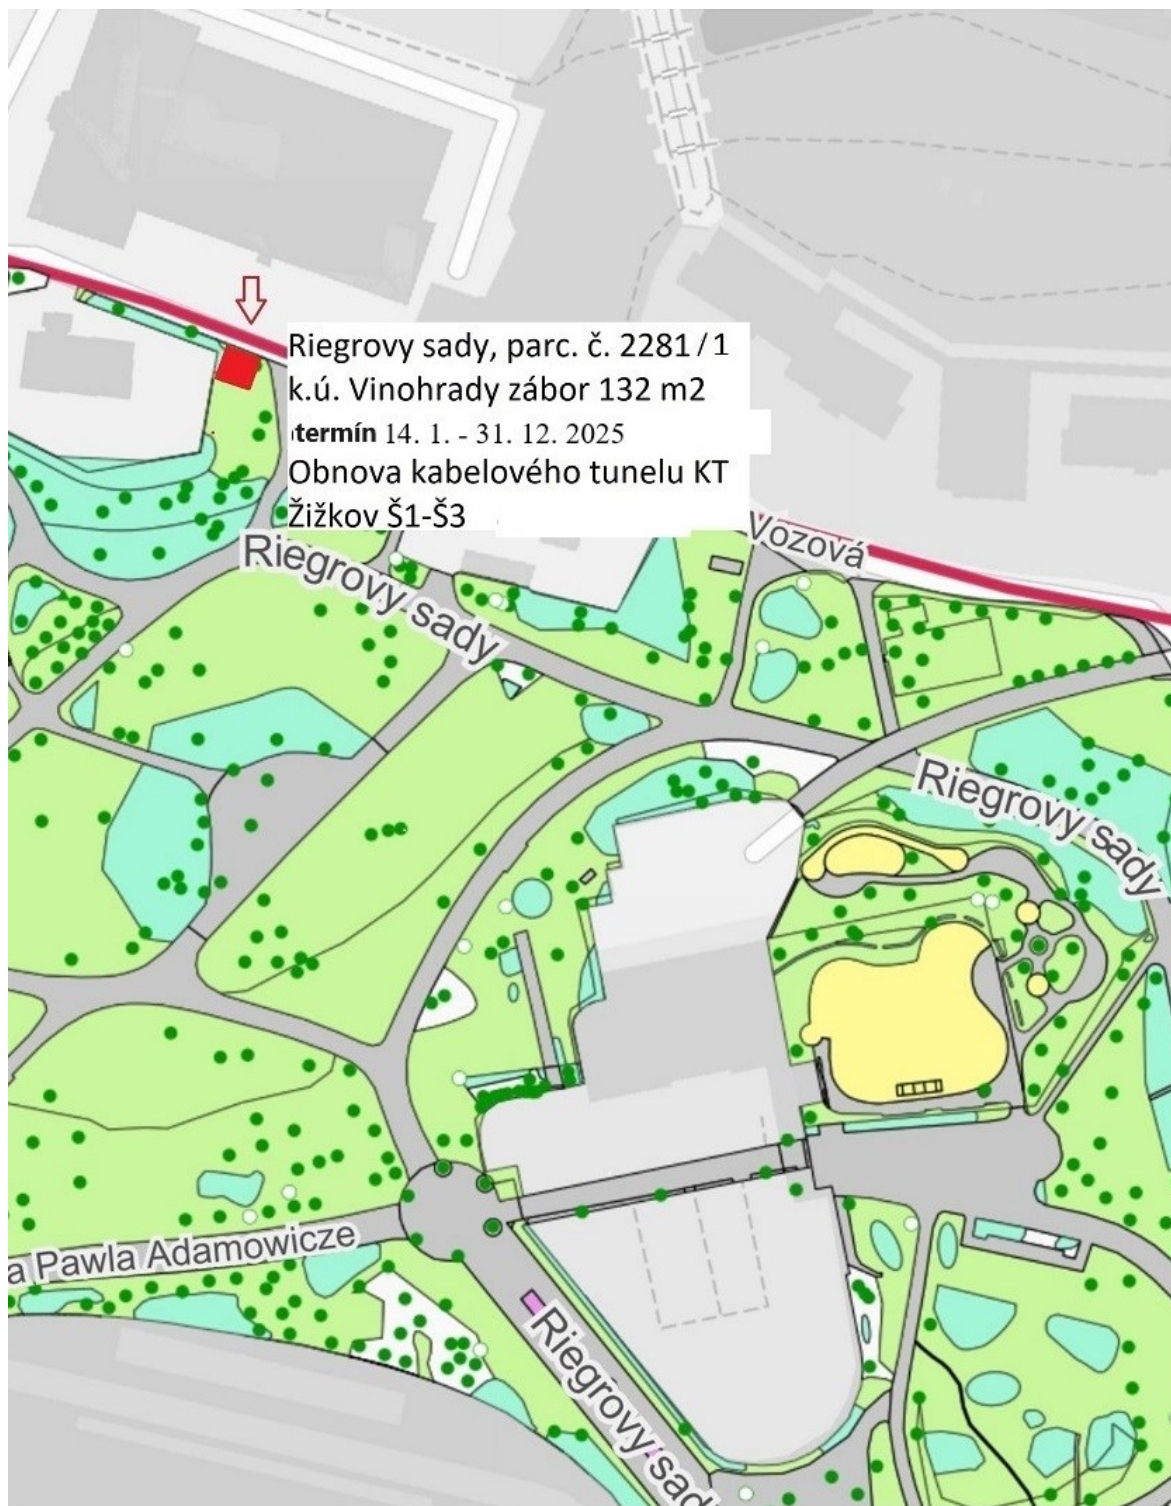 Riegrovy sady, parc. č. 2281/1
k.ú. Vinohrady zábor 132 m2
termín 14. 1. - 31. 12. 2025
Obnova kabelového tunelu KT
Žižkov Š1-Š3
Vozová
Riegrovy sady
Riegrovy sady
a Pawla Adamowicze
Riegrovy sady